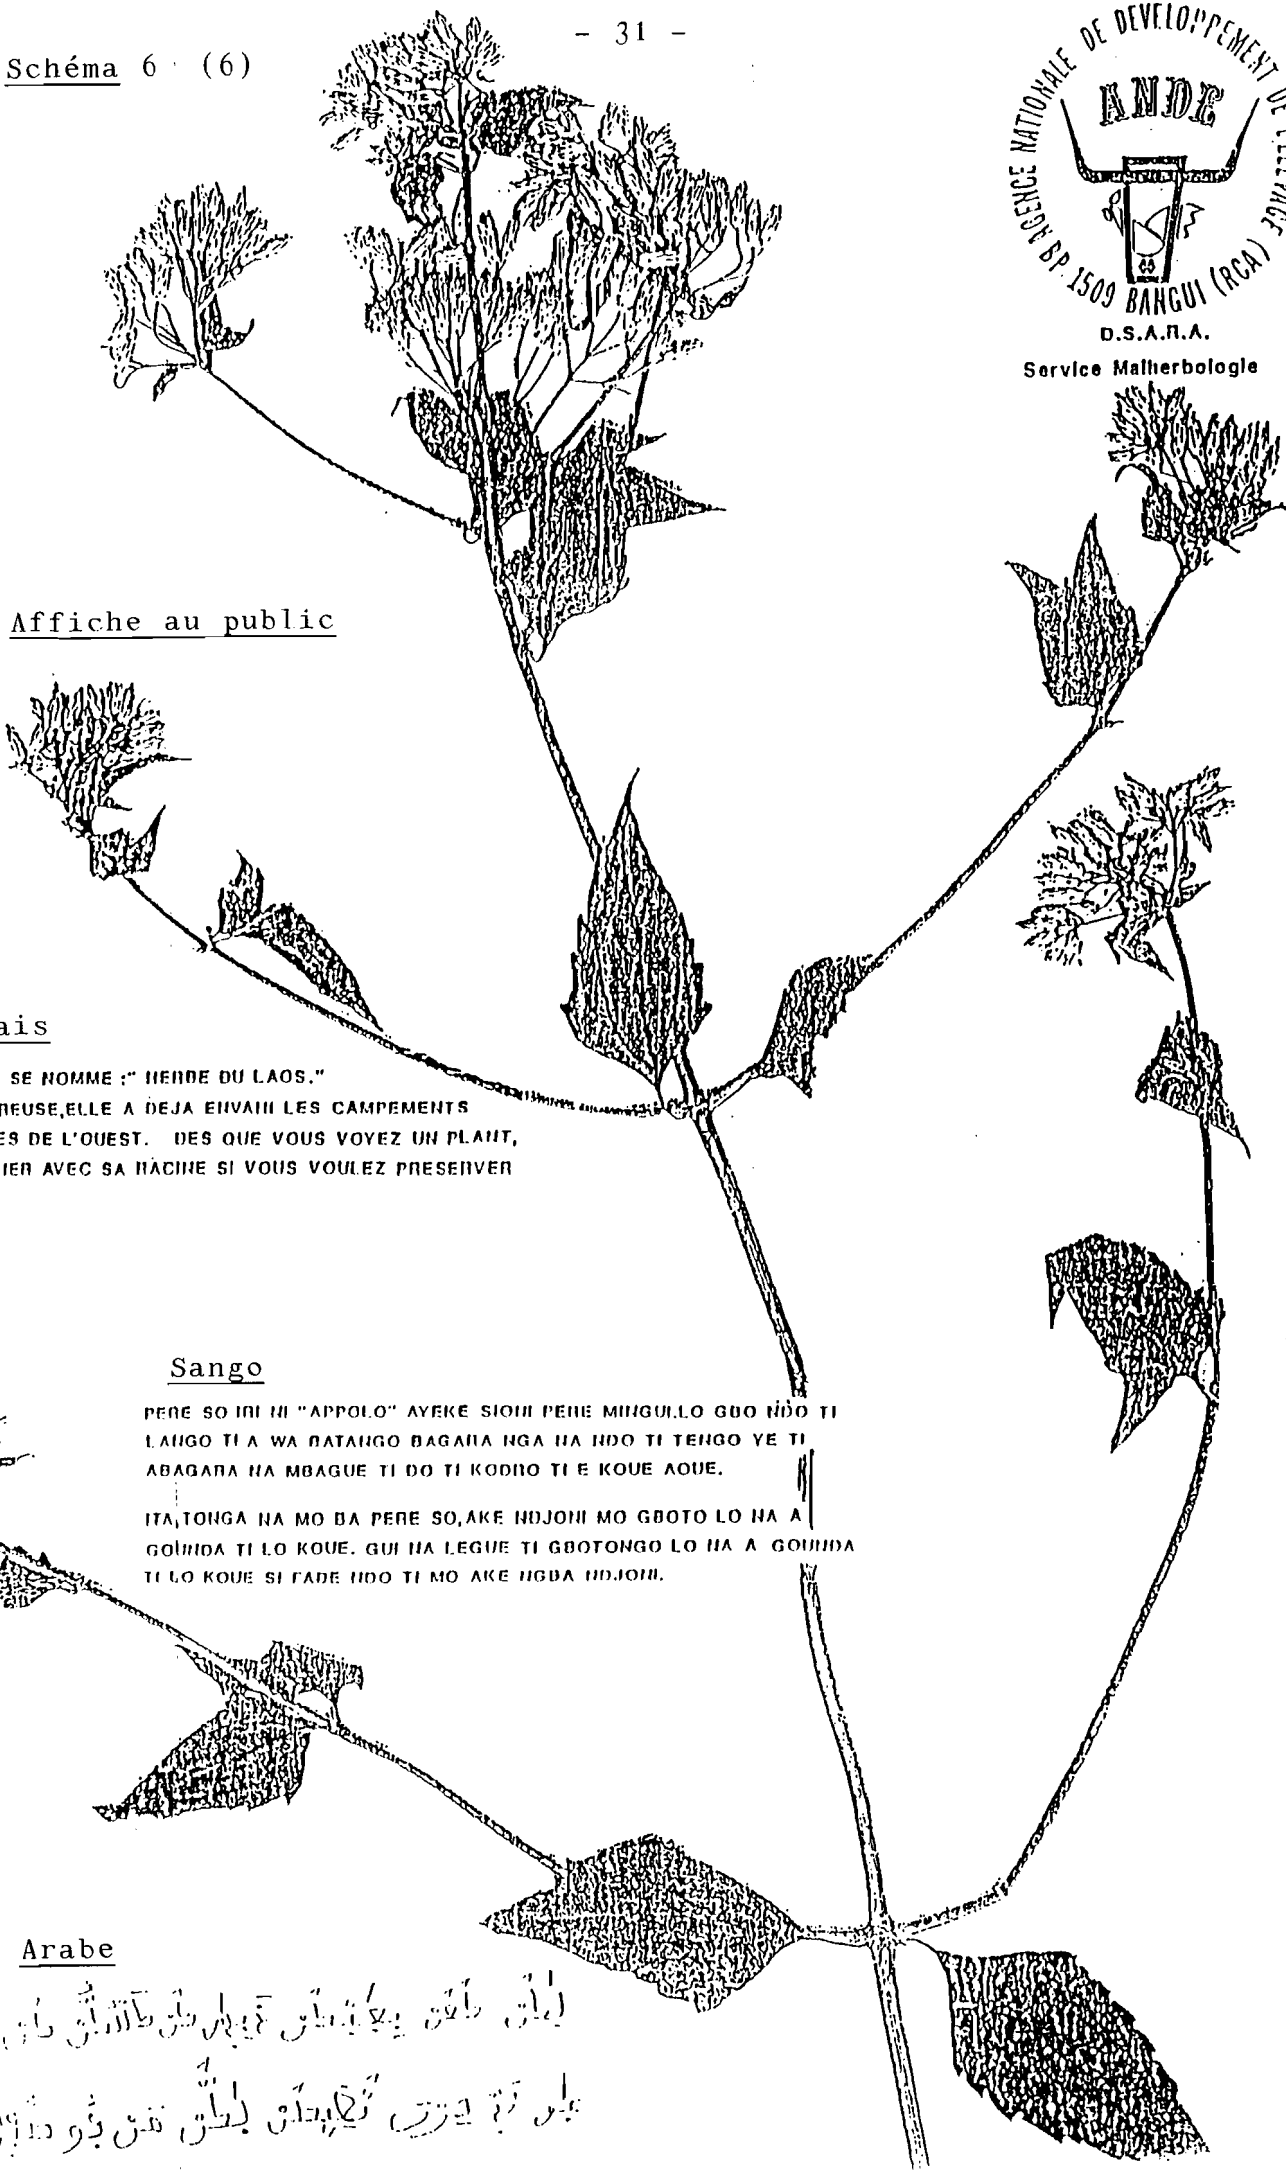 - 31 -
Schéma 6 (6)
AGENCE NATIONALE DE DEVELOPPEMENT DE L'ELEVAGE (RCA)
BP. 1509 BANGUI
ANDE
D.S.A.R.A.
Service Malherbologie
Affiche au public
ais
SE NOMME :" HERBE DU LAOS."
REUSE,ELLE A DEJA ENVAHI LES CAMPEMENTS
ES DE L'OUEST. DES QUE VOUS VOYEZ UN PLANT,
HER AVEC SA RACINE SI VOUS VOULEZ PRESERVER
Sango
PERE SO IRI NI "APPOLO" AYEKE SIONI PERE MINGUI.LO GBO NDO TI
LANGO TI A WA BATANGO BAGARA NGA NA NDO TI TENGO YE TI
ABAGARA NA MBAGUE TI DO TI KODRO TI E KOUE AOUE.
ITA,TONGA NA MO BA PERE SO,AKE NDJONI MO GBOTO LO NA A
GOUNDA TI LO KOUE. GUI NA LEGUE TI GBOTONGO LO NA A GOUNDA
TI LO KOUE SI FADE NDO TI MO AKE NGBA NDJONI.
Arabe